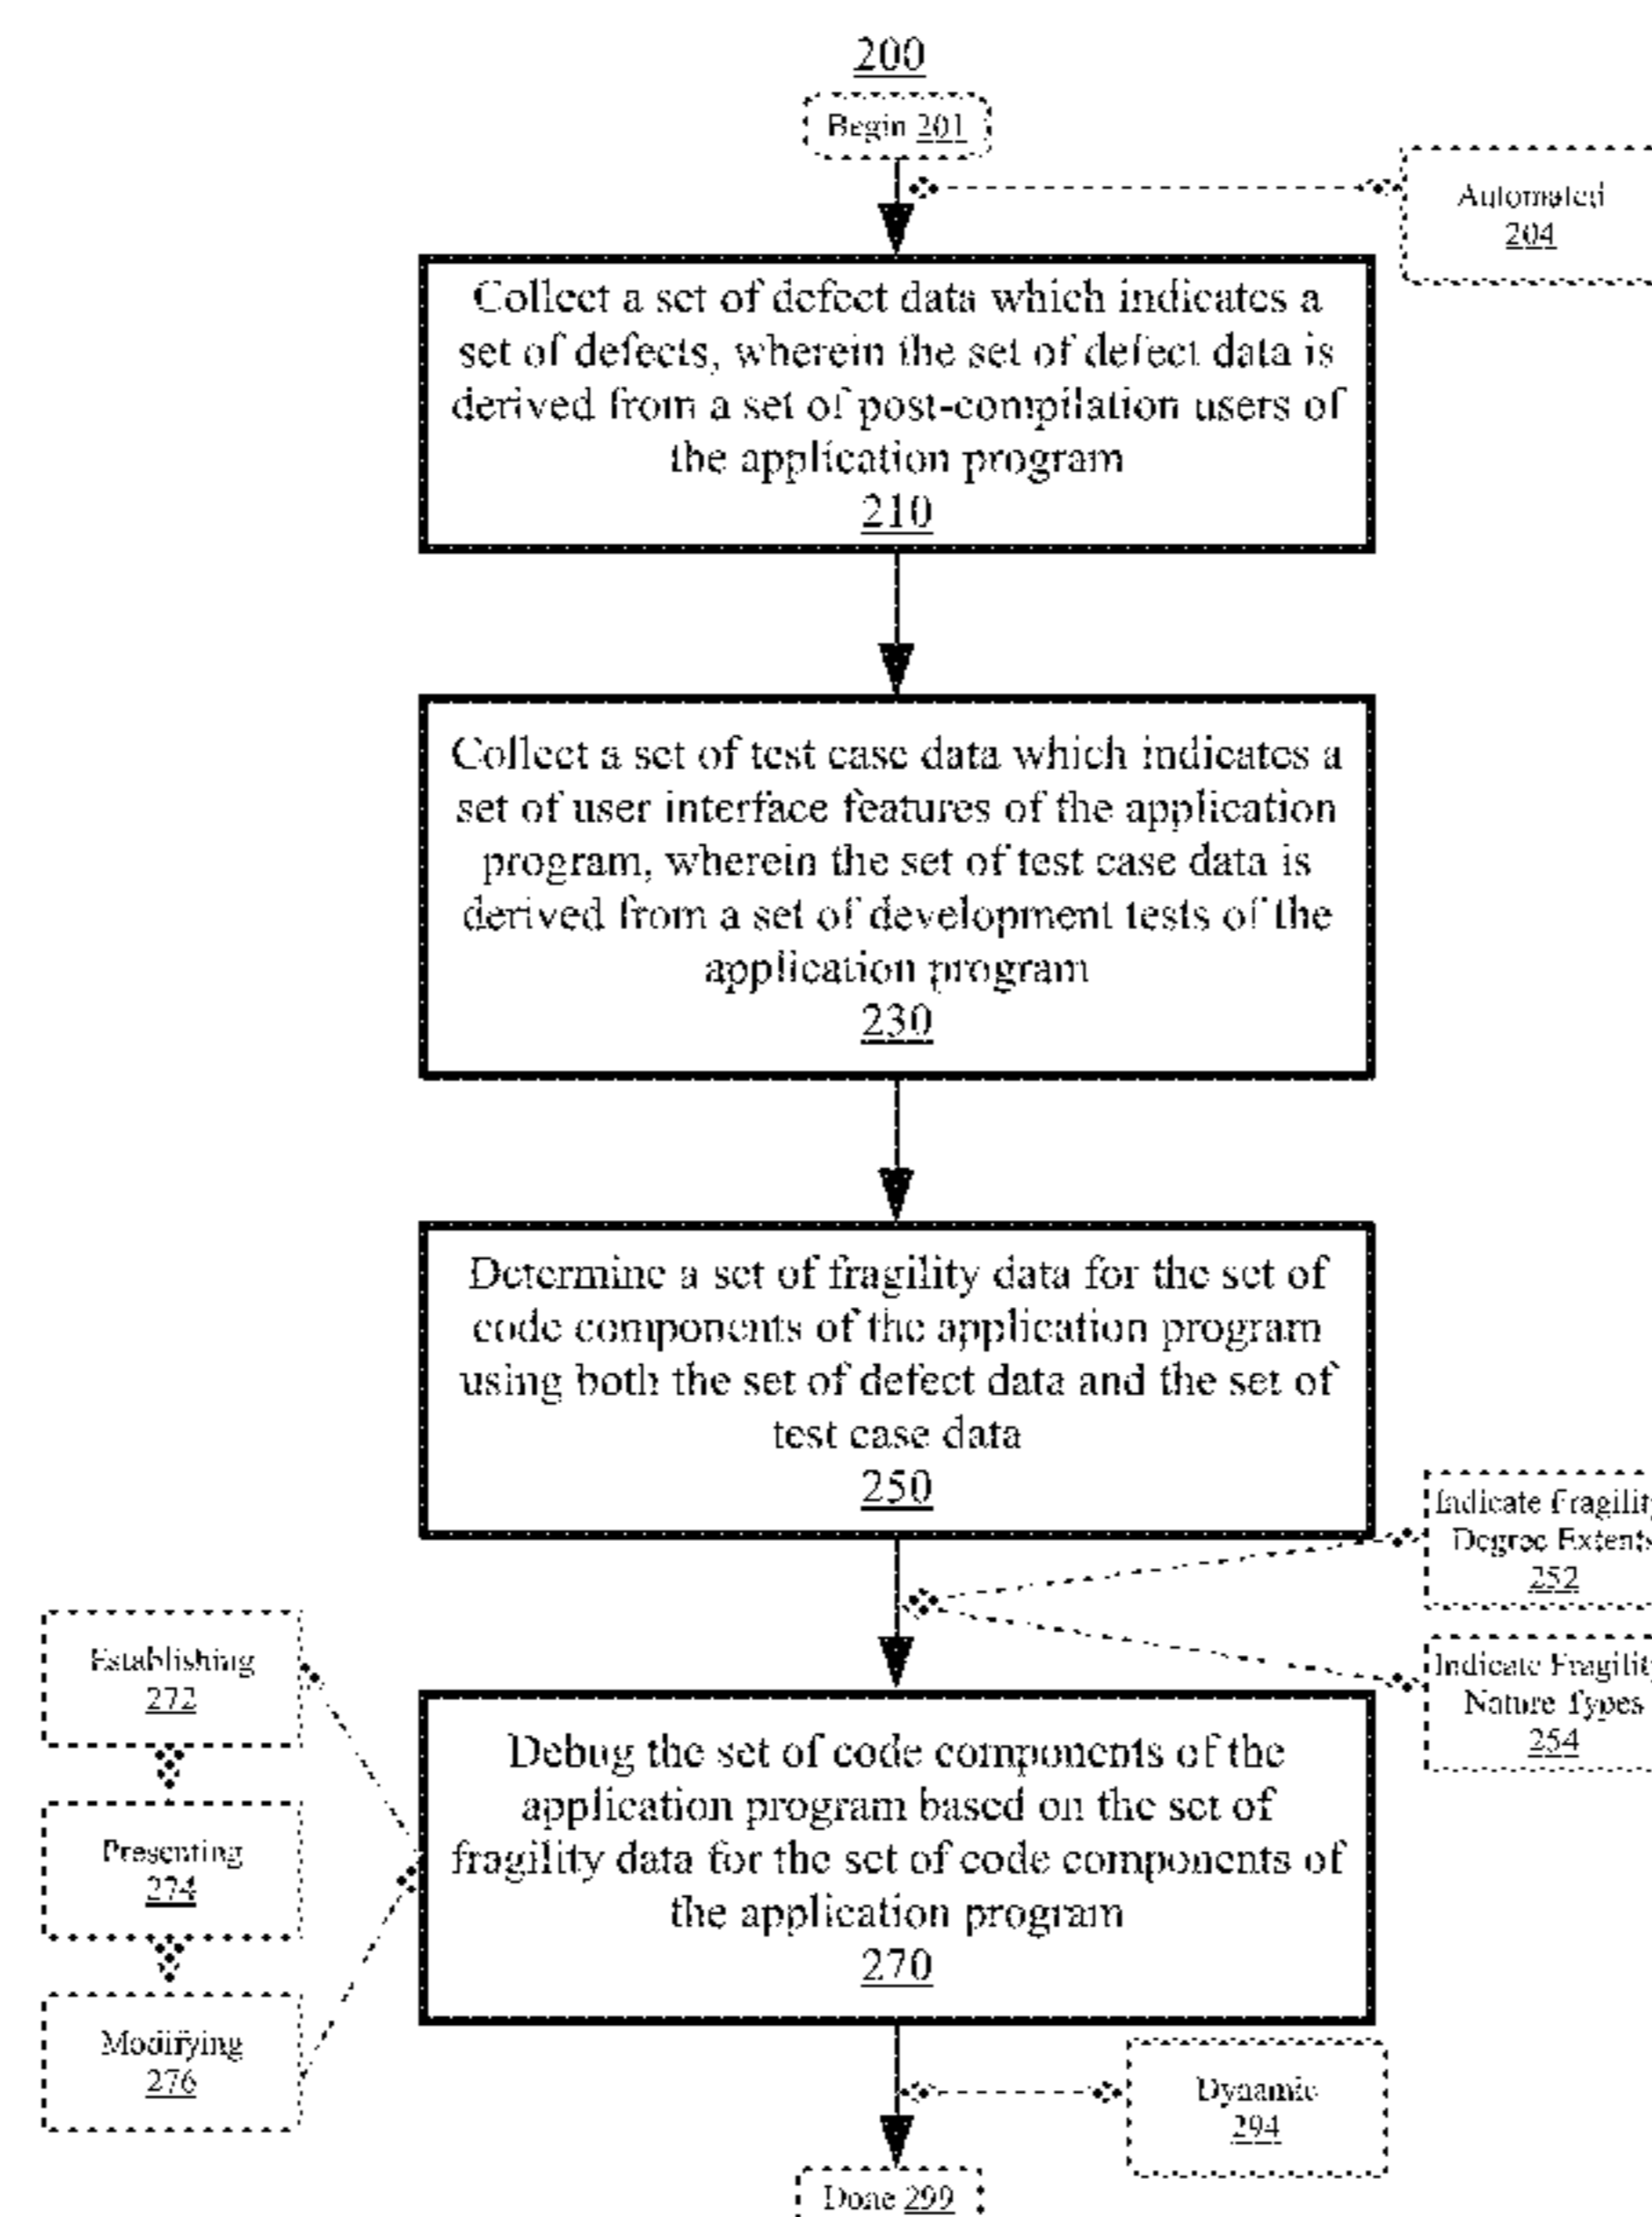 200
Begin 201
Automated
204
Collect a set of defect data which indicates a
set of defects, wherein the set of defect data is
derived from a set of post-compilation users of
the application program
210
Collect a set of test case data which indicates a
set of user interface features of the application
program, wherein the set of test case data is
derived from a set of development tests of the
application program
230
Determine a set of fragility data for the set of
code components of the application program
using both the set of defect data and the set of
test case data
250
Indicate Fragility
Degree Extents
252
Indicate Fragility
Nature Types
254
Establishing
272
Presenting
274
Modifying
276
Debug the set of code components of the
application program based on the set of
fragility data for the set of code components of
the application program
270
Dynamic
294
Done 299